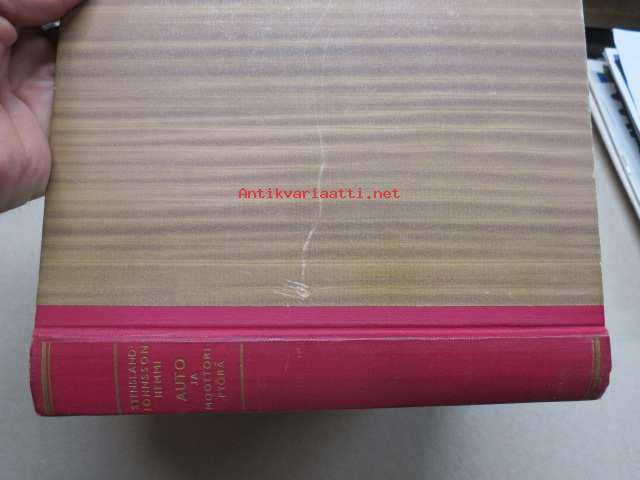 Antikvariaatti.net
STENSLAND-
JOHNSSON
HEMMI
AUTO
JA
MOOTTORI
PYÖRÄ